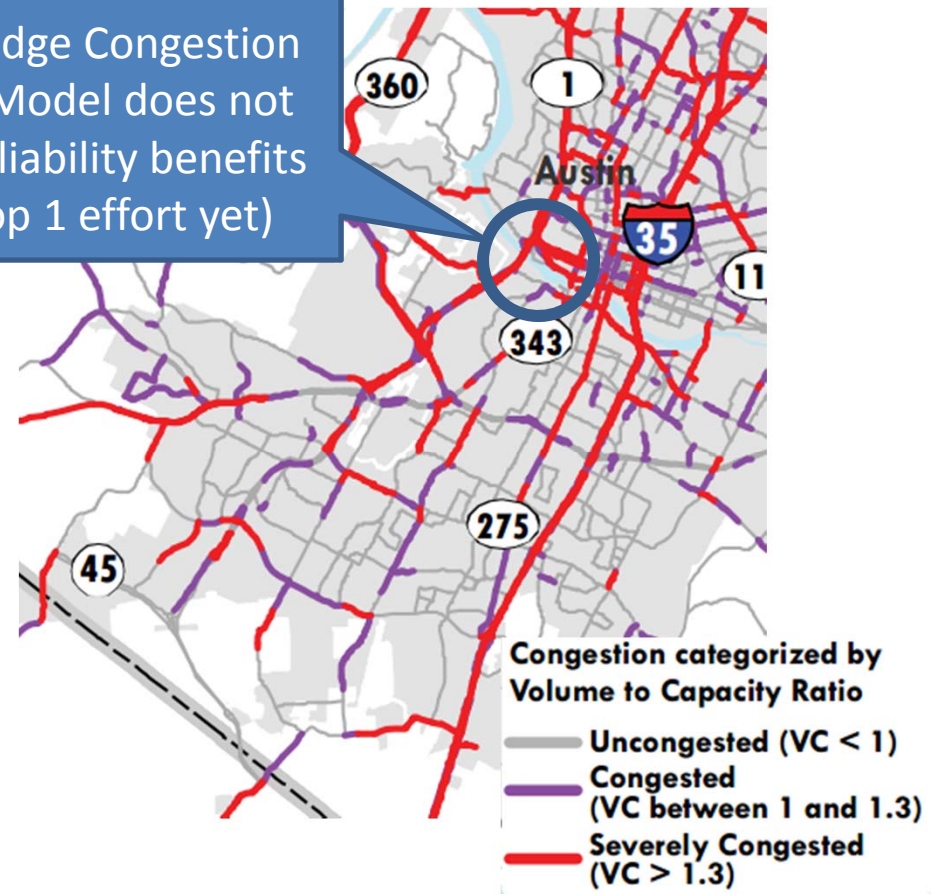 dge Congestion
Model does not
liability benefits
op 1 effort yet)
360
1
Austin
35
11
343
275
45
Congestion categorized by
Volume to Capacity Ratio
Uncongested (VC < 1)
Congested
(VC between 1 and 1.3)
Severely Congested
(VC > 1.3)